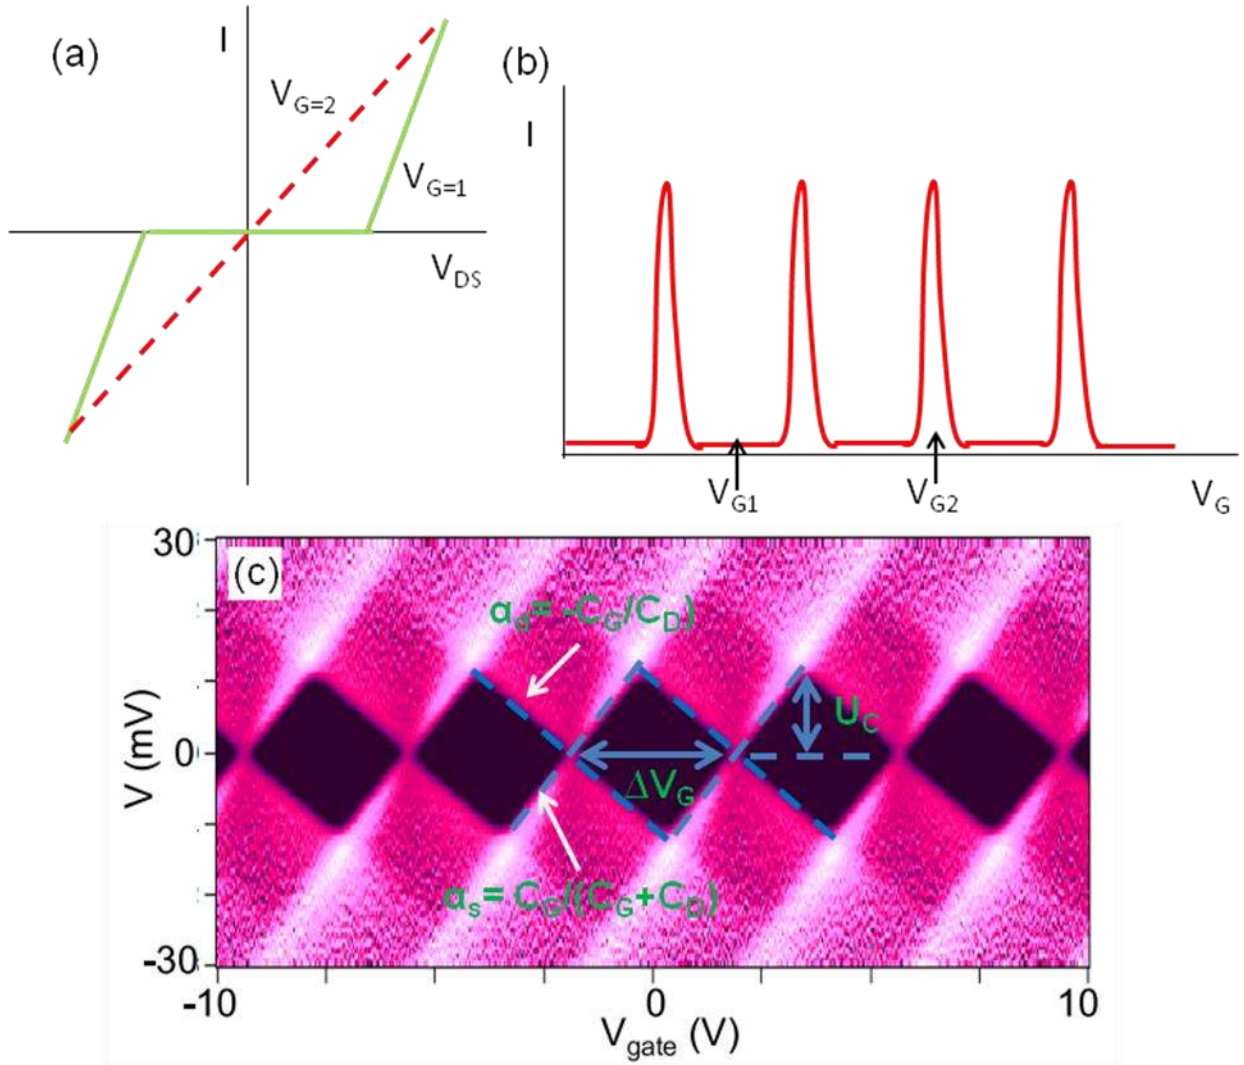 (a)
I
V_G=2
V_G=1
V_DS
(b)
I
V_G1
V_G2
V_G
(c)
30
0
-30
V (mV)
α_d= -C_G/C_D)
U_C
ΔV_G
α_s= C_G/(C_G+C_D)
-10
0
10
V_gate (V)